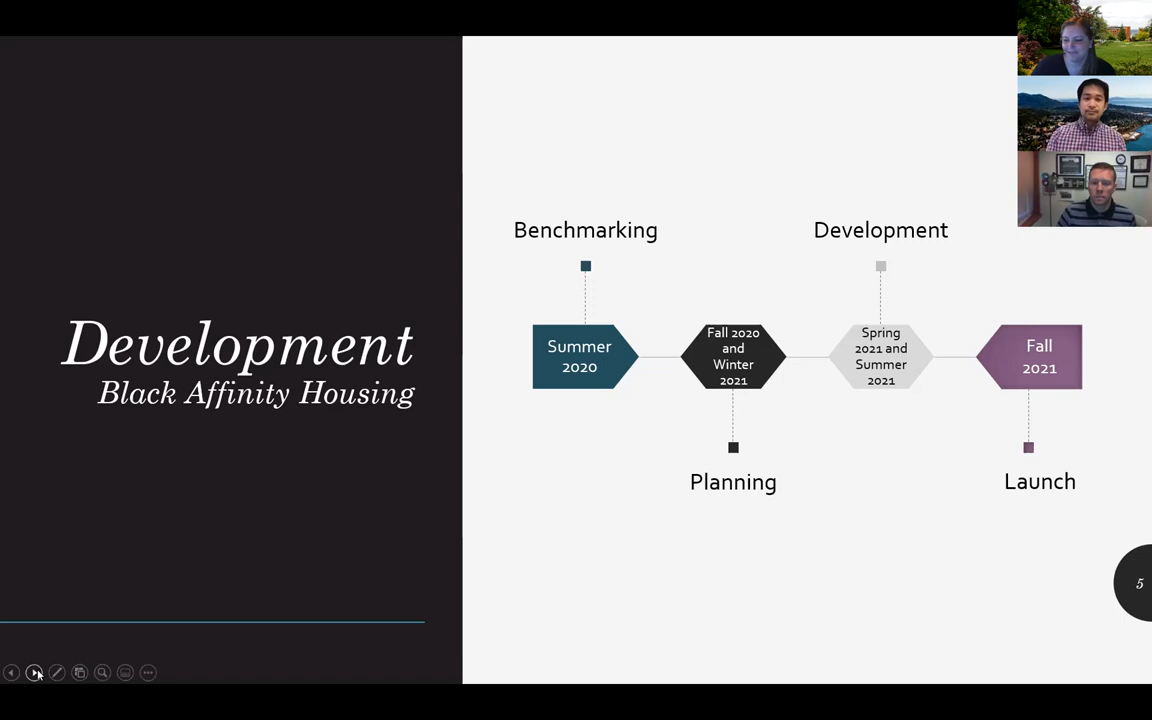 Development
Black Affinity Housing
Benchmarking
Development
Summer
2020
Fall 2020
and
Winter
2021
Spring
2021 and
Summer
2021
Fall
2021
Planning
Launch
5